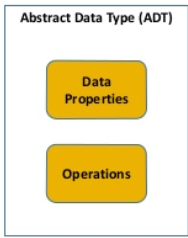 Abstract Data Type (ADT)
Data
Properties
Operations